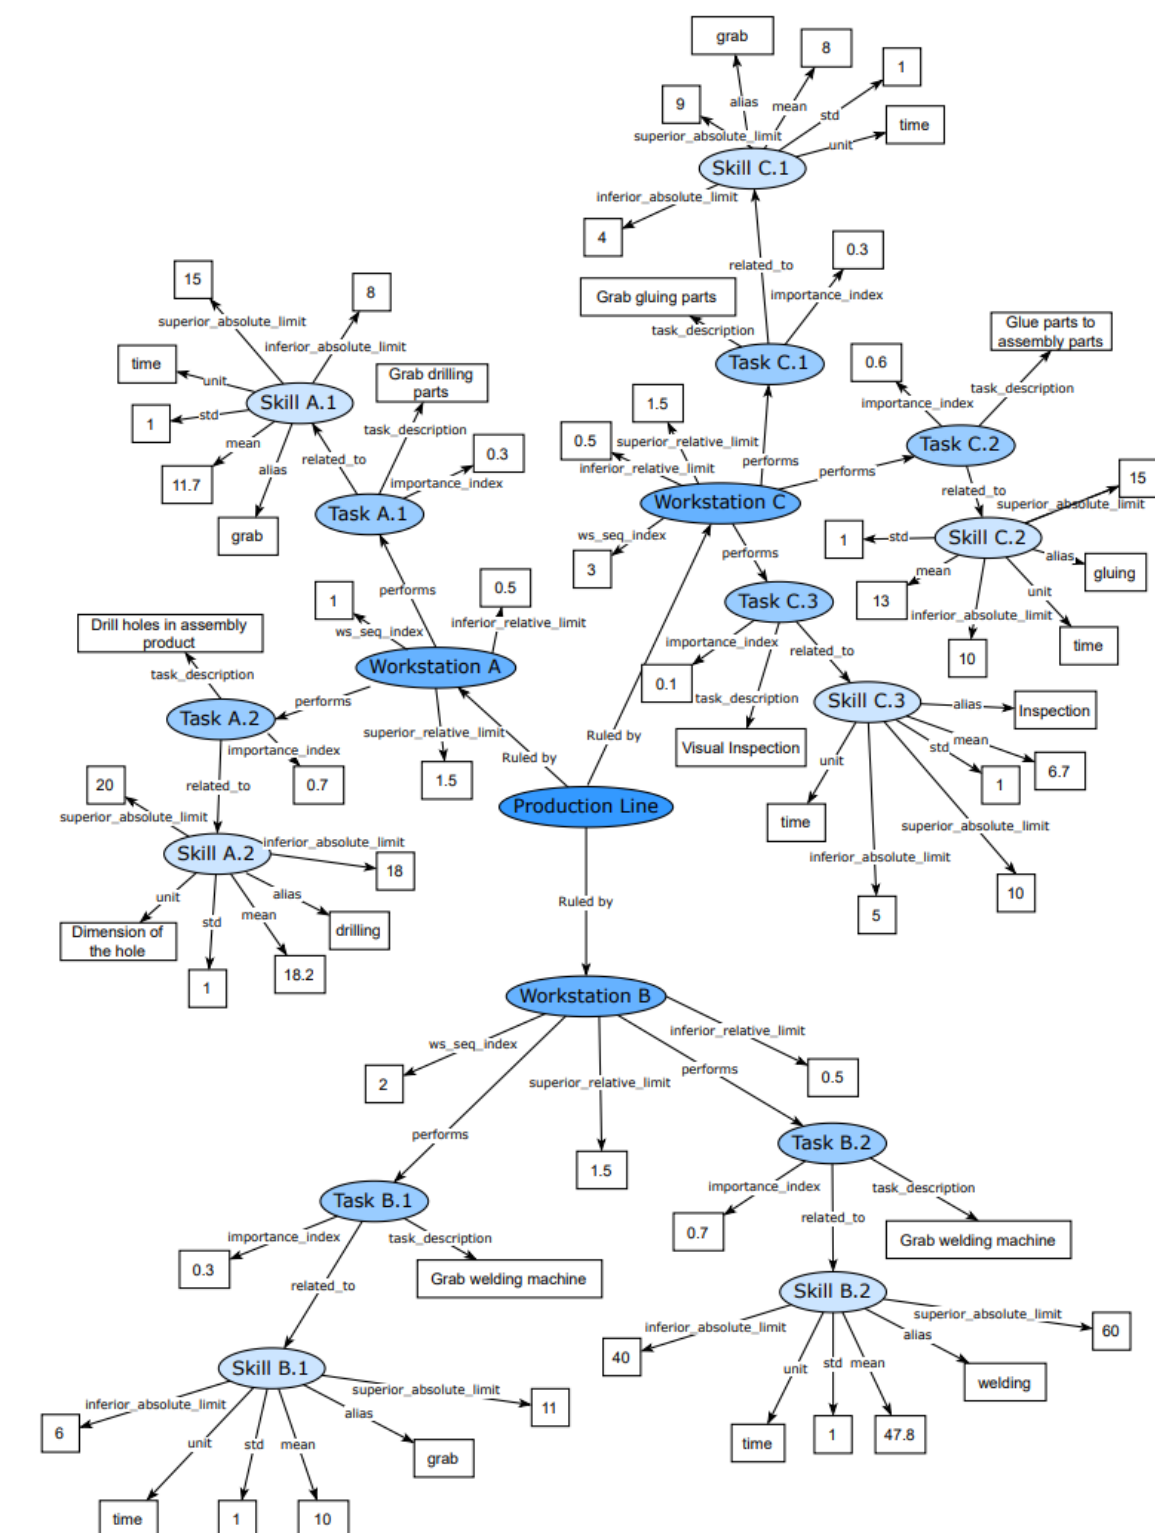 grab
8
1
9
alias
mean
std
time
superior_absolute_limit
unit
Skill C.1
inferior_absolute_limit
4
0.3
related_to
Grab gluing parts
importance_index
task_description
Task C.1
Glue parts to
assembly parts
0.6
task_description
importance_index
Task C.2
1.5
0.5
superior_relative_limit
inferior_relative_limit
performs
performs
Workstation C
related_to
15
superior_absolute_limit
ws_seq_index
3
performs
1
std
Skill C.2
alias
gluing
mean
unit
13
inferior_absolute_limit
10
time
Task C.3
importance_index
related_to
0.1
task_description
Visual Inspection
Skill C.3
alias
Inspection
mean
std
unit
6.7
1
time
superior_absolute_limit
inferior_absolute_limit
10
5
15
8
superior_absolute_limit
inferior_absolute_limit
time
unit
Skill A.1
Grab drilling
parts
1
std
mean
task_description
alias
related_to
0.3
importance_index
11.7
grab
Task A.1
performs
1
0.5
ws_seq_index
inferior_relative_limit
Drill holes in assembly
product
task_description
Workstation A
performs
Task A.2
superior_relative_limit
importance_index
Ruled by
Ruled by
1.5
0.7
related_to
20
superior_absolute_limit
inferior_absolute_limit
Skill A.2
18
unit
alias
std
mean
Dimension of
the hole
drilling
1
18.2
Production Line
Ruled by
Workstation B
inferior_relative_limit
ws_seq_index
performs
0.5
2
superior_relative_limit
performs
1.5
Task B.2
importance_index
task_description
related_to
0.7
Grab welding machine
Task B.1
importance_index
task_description
0.3
Grab welding machine
related_to
Skill B.2
superior_absolute_limit
inferior_absolute_limit
alias
60
40
unit
std
mean
welding
time
1
47.8
Skill B.1
superior_absolute_limit
inferior_absolute_limit
alias
11
6
unit
std
mean
grab
time
1
10